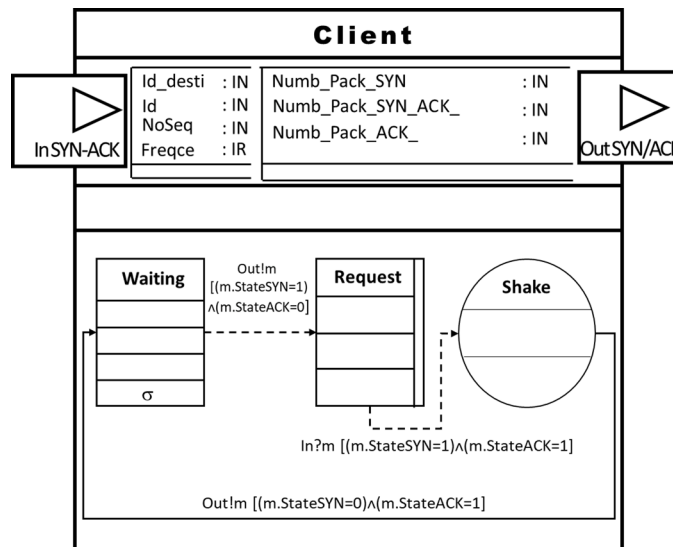 Client
Id_desti : IN
Id : IN
NoSeq : IN
Freqce : IR
Numb_Pack_SYN : IN
Numb_Pack_SYN_ACK_ : IN
Numb_Pack_ACK_ : IN
In SYN-ACK
Out SYN/ACK
Waiting
σ
Out!m
[(m.StateSYN=1)
∧(m.StateACK=0]
Request
Shake
In?m [(m.StateSYN=1)∧(m.StateACK=1]
Out!m [(m.StateSYN=0)∧(m.StateACK=1]